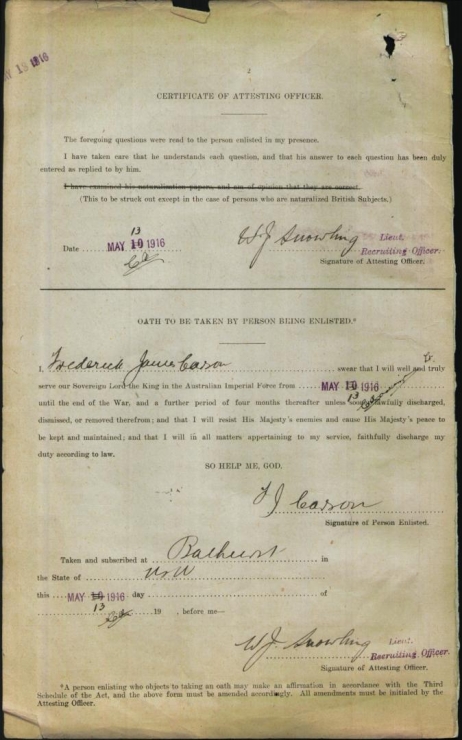 MAY 13 1916
2
CERTIFICATE OF ATTESTING OFFICER.
The foregoing questions were read to the person enlisted in my presence.
I have taken care that he understands each question, and that his answer to each question has been duly
entered as replied to by him.
I have examined his naturalization papers, and am of opinion that they are correct.
(This to be struck out except in the case of persons who are naturalized British Subjects.)
13
Date MAY 10 1916
W J Snowling Lieut.
Recruiting Officer.
Signature of Attesting Officer.
OATH TO BE TAKEN BY PERSON BEING ENLISTED.*
I, Frederick James Cason swear that I will well and truly
serve our Sovereign Lord the King in the Australian Imperial Force from MAY 10 1916
13
until the end of the War, and a further period of four months thereafter unless sooner lawfully discharged,
dismissed, or removed therefrom; and that I will resist His Majesty's enemies and cause His Majesty's peace to
be kept and maintained; and that I will in all matters appertaining to my service, faithfully discharge my
duty according to law.
SO HELP ME, GOD.
F J Cason
Signature of Person Enlisted.
Taken and subscribed at Bathurst in
the State of NSW
this MAY 10 1916 day of
13
19 , before me—
W J Snowling Lieut.
Recruiting Officer.
Signature of Attesting Officer.
*A person enlisting who objects to taking an oath may make an affirmation in accordance with the Third
Schedule of the Act, and the above form must be amended accordingly. All amendments must be initialed by the
Attesting Officer.